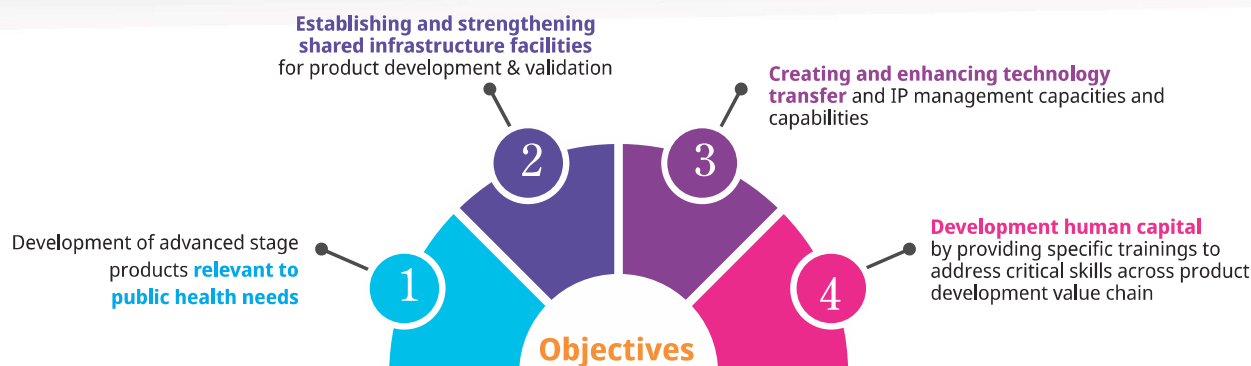 Establishing and strengthening
shared infrastructure facilities
for product development & validation
Creating and enhancing technology
transfer and IP management capacities and
capabilities
2
3
Development of advanced stage
products relevant to
public health needs
1
Development human capital
by providing specific trainings to
address critical skills across product
development value chain
4
Objectives